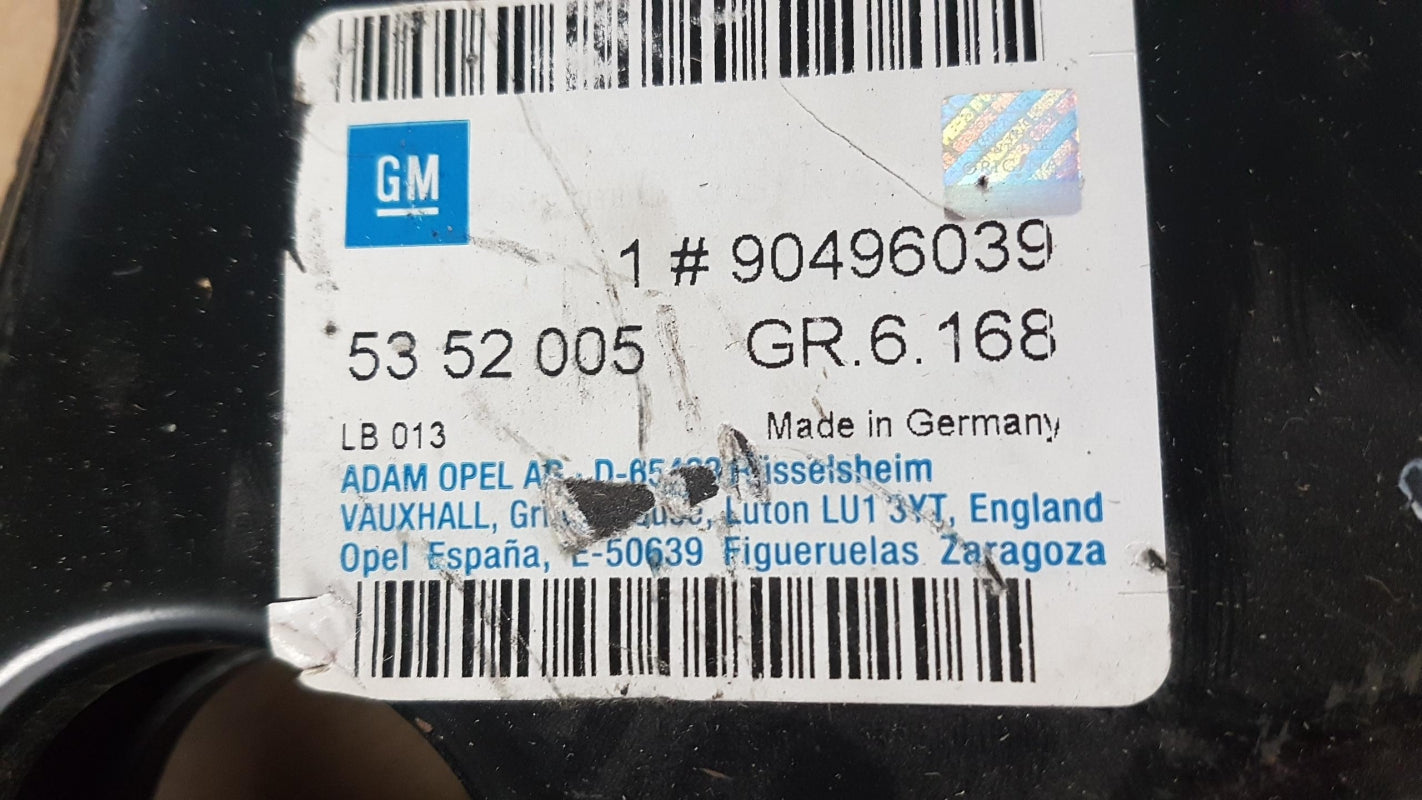 GM
1 # 90496039
53 52 005 GR.6.168
LB 013 Made in Germany
ADAM OPEL
VAUXHALL, Luton LU1 3YT, England
Opel España, E-50639 Figueruelas Zaragoza